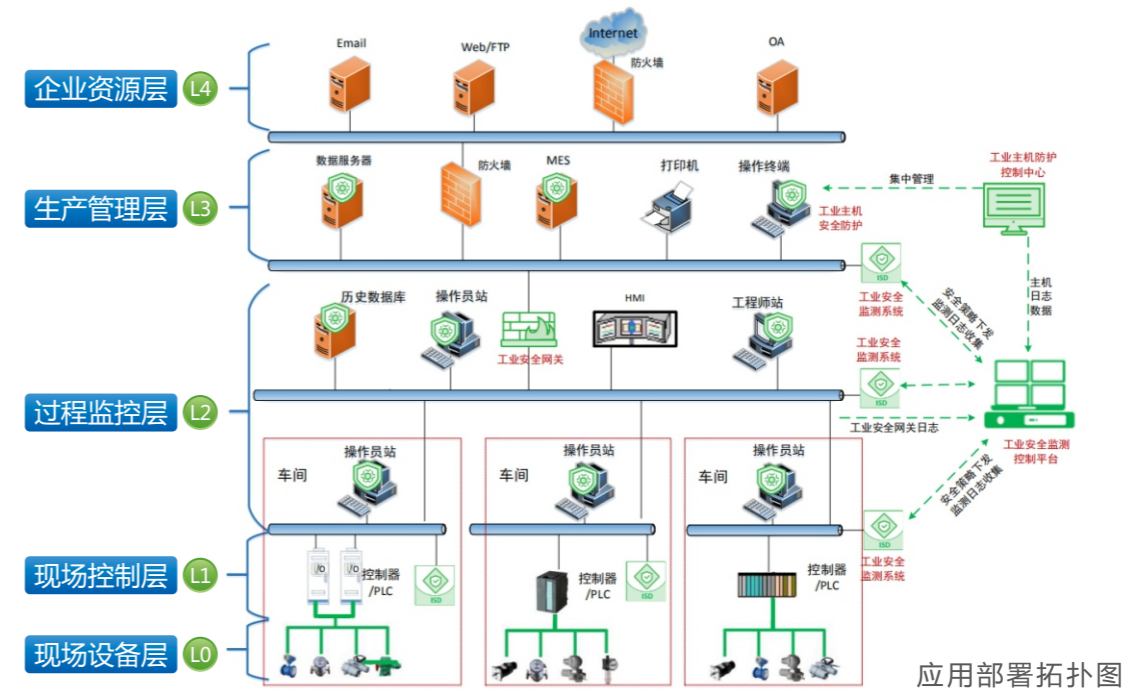 企业资源层 L4
Email
Web/FTP
Internet
防火墙
OA
生产管理层 L3
数据服务器
防火墙
MES
打印机
操作终端
工业主机
安全防护
集中管理
工业主机防护
控制中心
ISD
工业安全
监测系统
安全策略下发
监测日志收集
主机
日志
数据
过程监控层 L2
历史数据库
操作员站
工业安全网关
HMI
工程师站
工业安全
监测系统
ISD
工业安全网关日志
工业安全监测
控制平台
车间
操作员站
车间
操作员站
车间
操作员站
安全策略下发
监测日志收集
ISD
工业安全
监测系统
现场控制层 L1
I/O
I/O
控制器
/PLC
ISD
控制器
/PLC
ISD
控制器
/PLC
现场设备层 L0
应用部署拓扑图